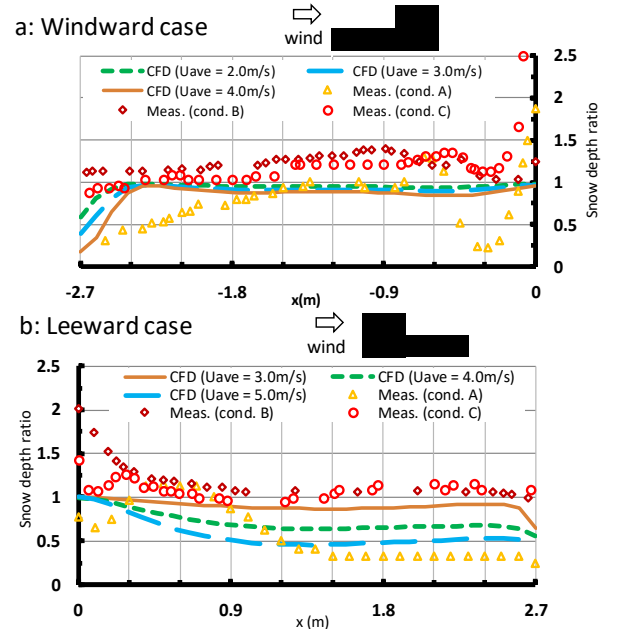 a: Windward case
wind
CFD (Uave = 2.0m/s) CFD (Uave = 3.0m/s)
CFD (Uave = 4.0m/s) Meas. (cond. A)
Meas. (cond. B) Meas. (cond. C)
2.5
2
1.5
1
0.5
0
Snow depth ratio
-2.7 -1.8 -0.9 0
x(m)
b: Leeward case
wind
CFD (Uave = 3.0m/s) CFD (Uave = 4.0m/s)
CFD (Uave = 5.0m/s) Meas. (cond. A)
Meas. (cond. B) Meas. (cond. C)
2.5
2
1.5
1
0.5
0
Snow depth ratio
0 0.9 1.8 2.7
x (m)